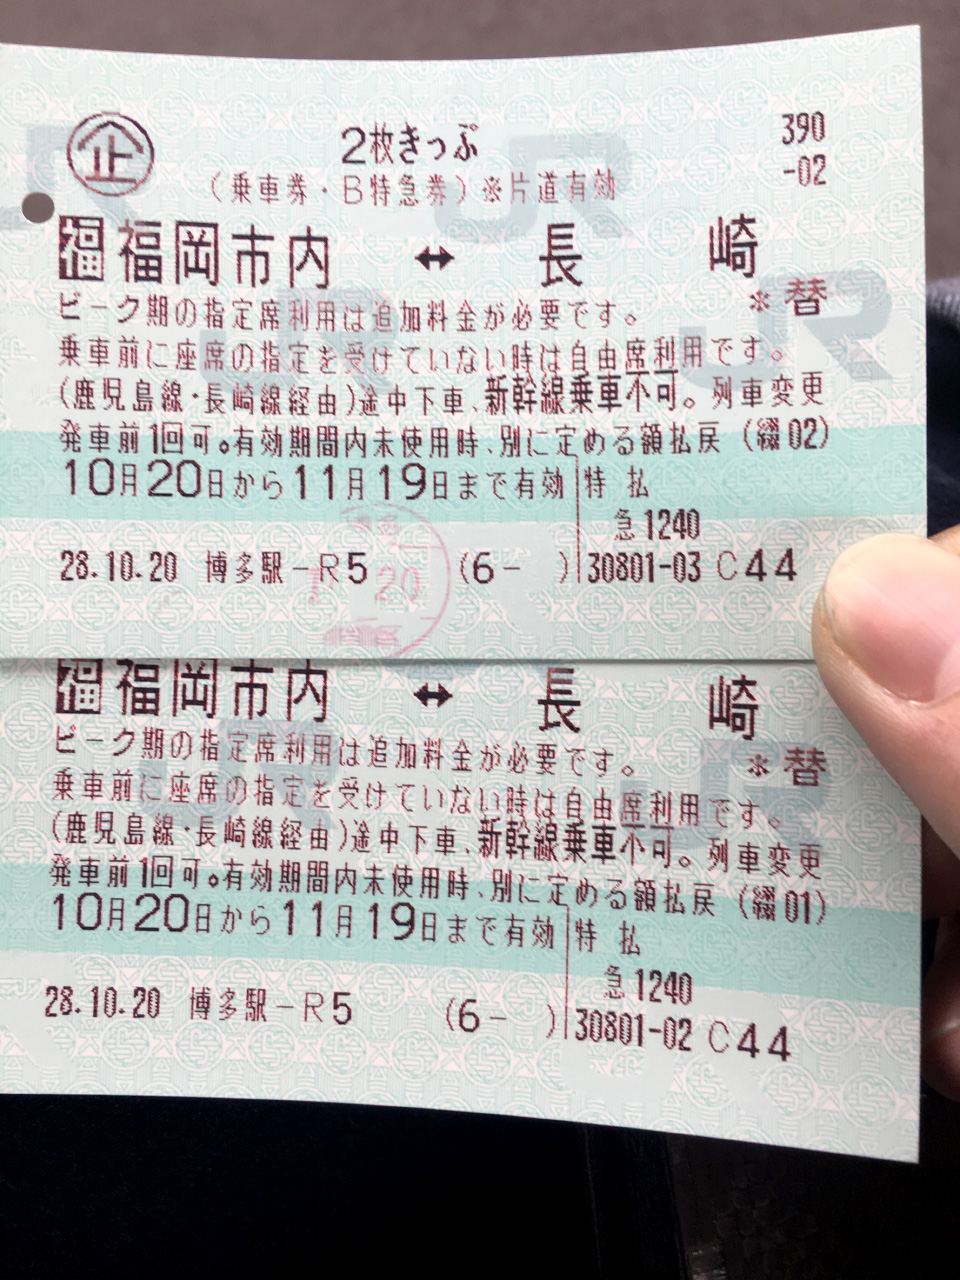 企
2枚きっぷ
390
-02
(乗車券・B特急券)※片道有効
福 福岡市内 ↔ 長崎
ピーク期の指定席利用は追加料金が必要です。 ※替
乗車前に座席の指定を受けていない時は自由席利用です。
(鹿児島線・長崎線経由)途中下車、新幹線乗車不可。列車変更
発車前1回可。有効期間内未使用時、別に定める額払戻(綴02)
10月20日から11月19日まで有効 特 払
急1240
28.10.20 博多駅-R5 (6- ) 30801-03 C44
福 福岡市内 ↔ 長崎
ピーク期の指定席利用は追加料金が必要です。 ※替
乗車前に座席の指定を受けていない時は自由席利用です。
(鹿児島線・長崎線経由)途中下車、新幹線乗車不可。列車変更
発車前1回可。有効期間内未使用時、別に定める額払戻(綴01)
10月20日から11月19日まで有効 特 払
急1240
28.10.20 博多駅-R5 (6- ) 30801-02 C44